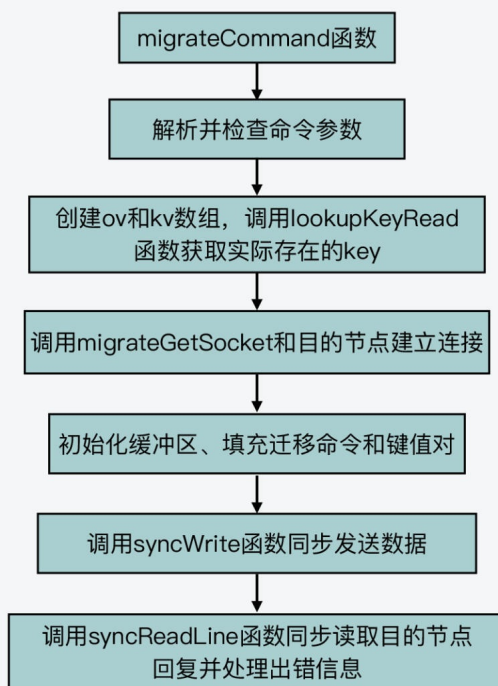 migrateCommand函数
解析并检查命令参数
创建ov和kv数组，调用lookupKeyRead
函数获取实际存在的key
调用migrateGetSocket和目的节点建立连接
初始化缓冲区、填充迁移命令和键值对
调用syncWrite函数同步发送数据
调用syncReadLine函数同步读取目的节点
回复并处理出错信息